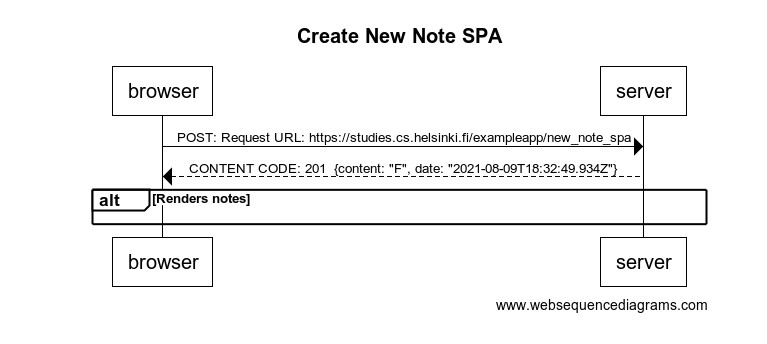 Create New Note SPA
browser server
POST: Request URL: https://studies.cs.helsinki.fi/exampleapp/new_note_spa
CONTENT CODE: 201 {content: "F", date: "2021-08-09T18:32:49.934Z"}
alt [Renders notes]
browser server
www.websequencediagrams.com